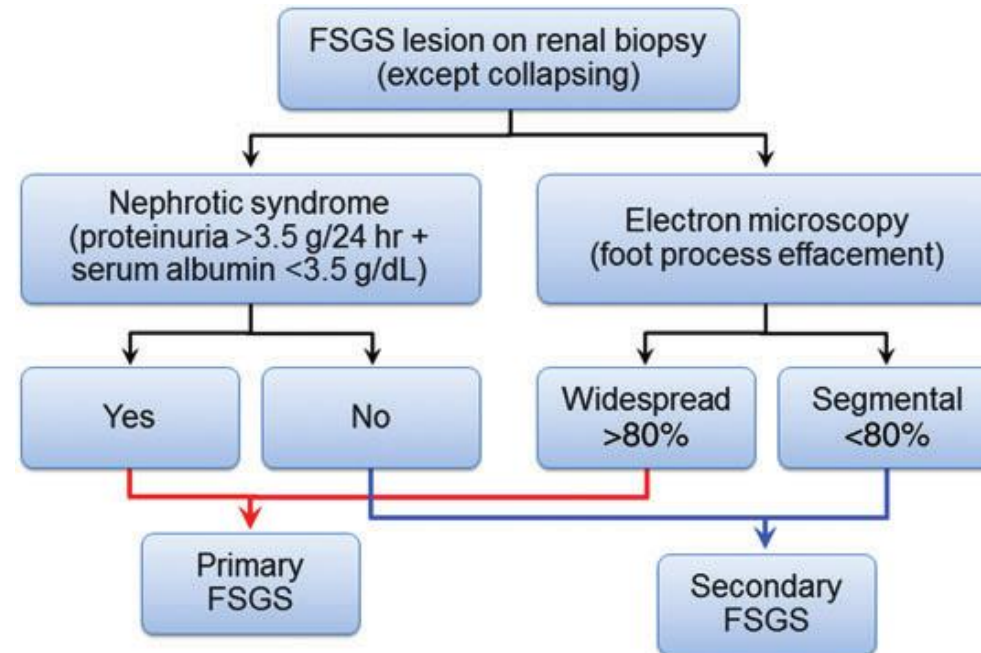 FSGS lesion on renal biopsy
(except collapsing)
Nephrotic syndrome
(proteinuria >3.5 g/24 hr +
serum albumin <3.5 g/dL)
Electron microscopy
(foot process effacement)
Yes
No
Widespread
>80%
Segmental
<80%
Primary
FSGS
Secondary
FSGS